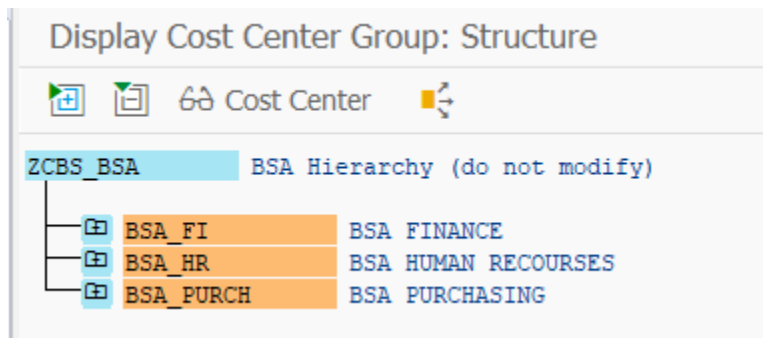 Display Cost Center Group: Structure
Cost Center
ZCBS_BSA BSA Hierarchy (do not modify)
BSA_FI BSA FINANCE
BSA_HR BSA HUMAN RECOURSES
BSA_PURCH BSA PURCHASING